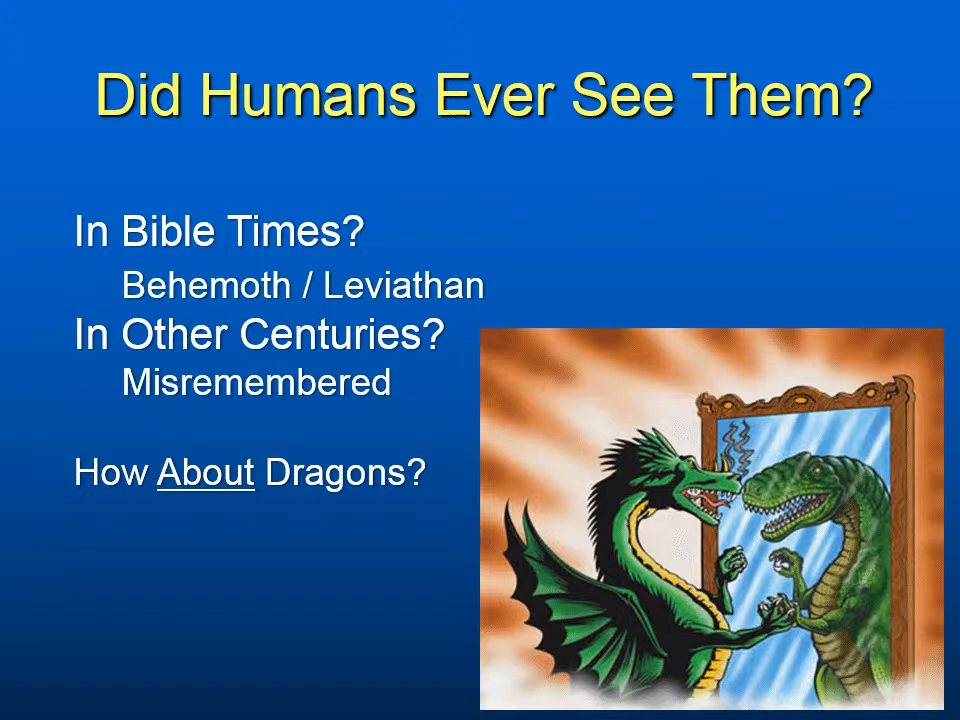 Did Humans Ever See Them?
In Bible Times?
Behemoth / Leviathan
In Other Centuries?
Misremembered
How About Dragons?